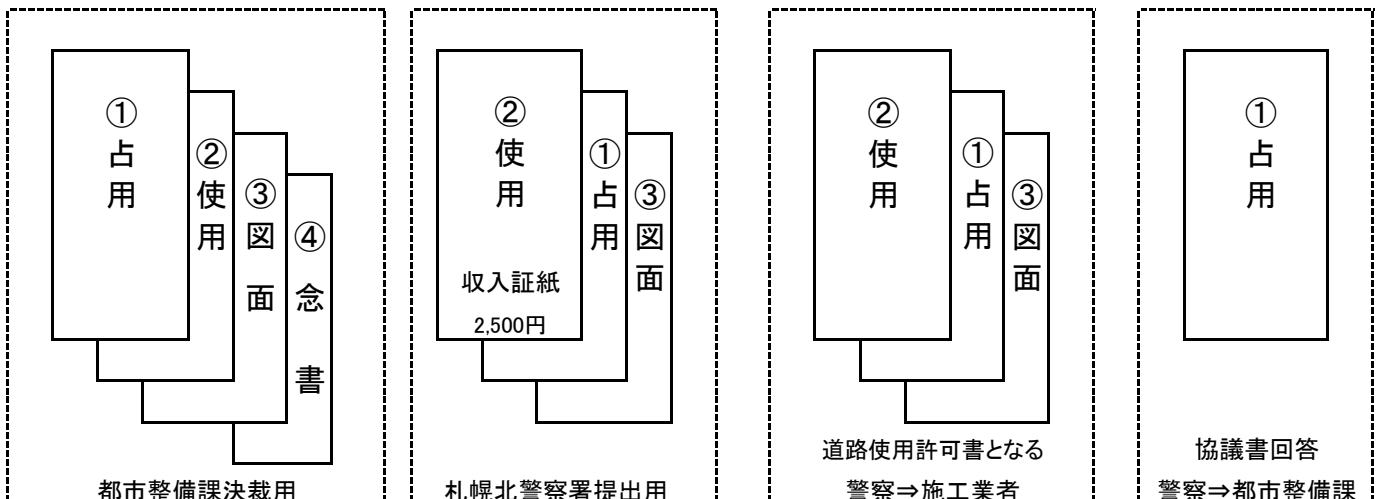 ①占用
②使用
③図面
④念書
都市整備課決裁用
②使用
収入証紙
2,500円
①占用
③図面
札幌北警察署提出用
②使用
①占用
③図面
道路使用許可書となる
警察⇒施工業者
①占用
協議書回答
警察⇒都市整備課